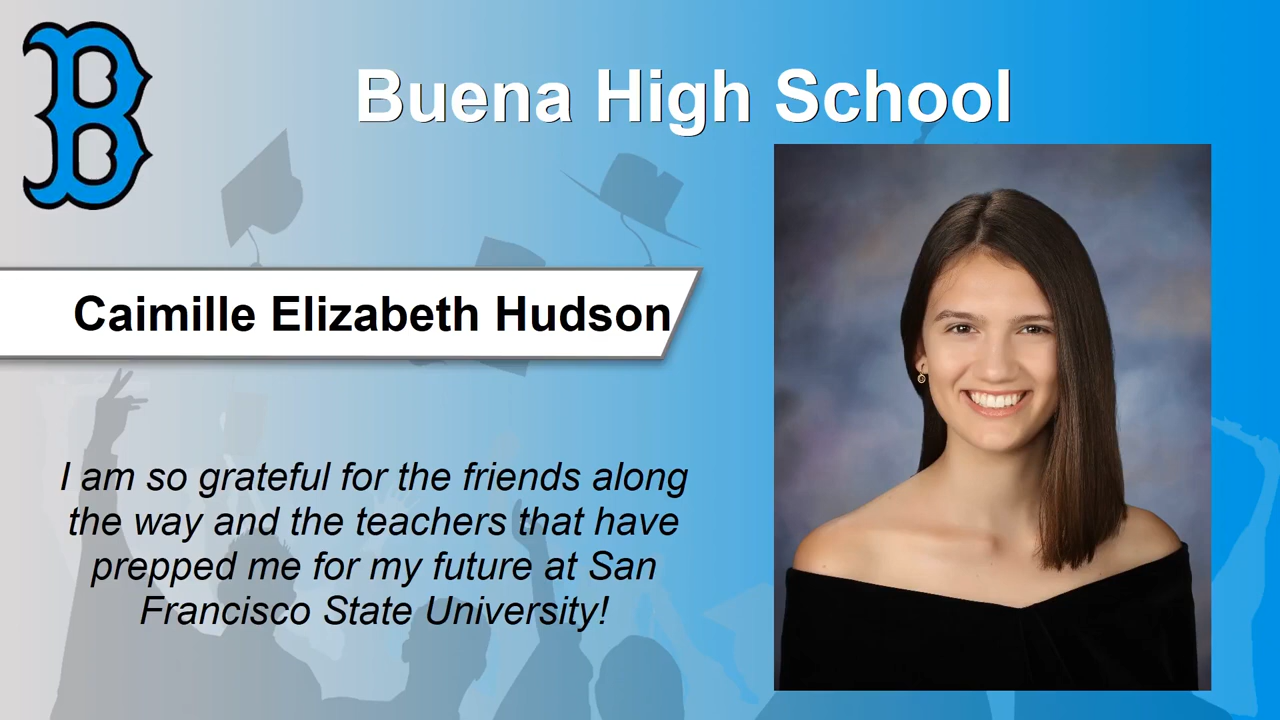 B
Buena High School
Caimille Elizabeth Hudson
I am so grateful for the friends along
the way and the teachers that have
prepped me for my future at San
Francisco State University!